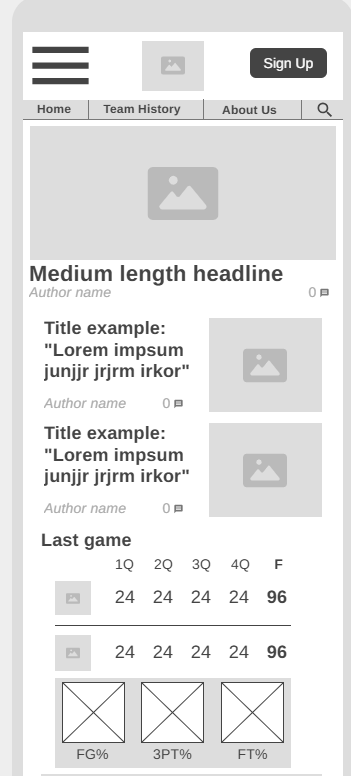 Sign Up
Home Team History About Us
Medium length headline
Author name 0
Title example:
"Lorem impsum
junjjr jrjrm irkor"
Author name 0
Title example:
"Lorem impsum
junjjr jrjrm irkor"
Author name 0
Last game
1Q 2Q 3Q 4Q F
24 24 24 24 96
24 24 24 24 96
FG% 3PT% FT%